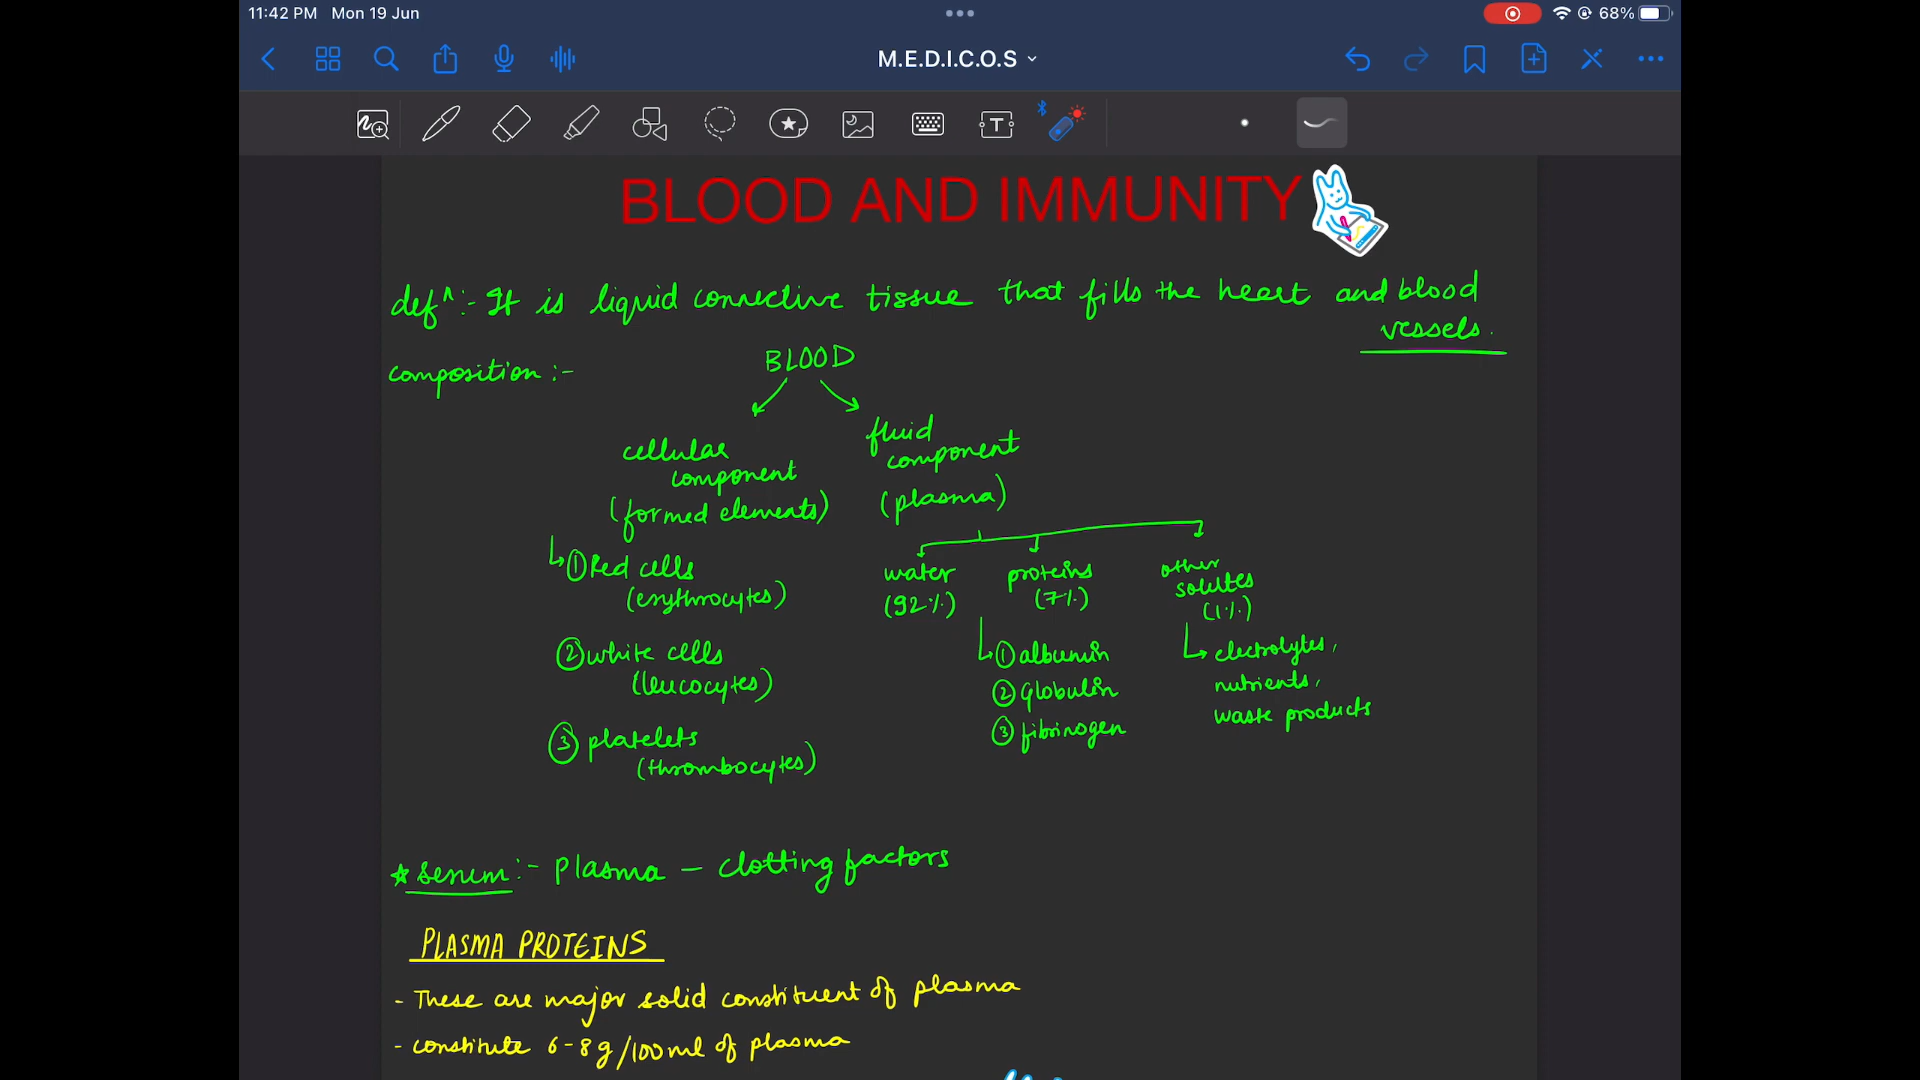 11:42 PM Mon 19 Jun
68%
M.E.D.I.C.O.S
T
BLOOD AND IMMUNITY
defⁿ:- It is liquid connective tissue that fills the heart and blood
vessels.
composition :-
BLOOD
cellular
component
(formed elements)
fluid
component
(plasma)
① Red cells
(erythrocytes)
② white cells
(leucocytes)
③ platelets
(thrombocytes)
water
(92%)
proteins
(7%)
other
solutes
(1%)
① albumin
② globulin
③ fibrinogen
electrolytes,
nutrients,
waste products
* serum :- Plasma - clotting factors
PLASMA PROTEINS
- These are major solid constituent of plasma
- constitute 6-8g/100ml of plasma